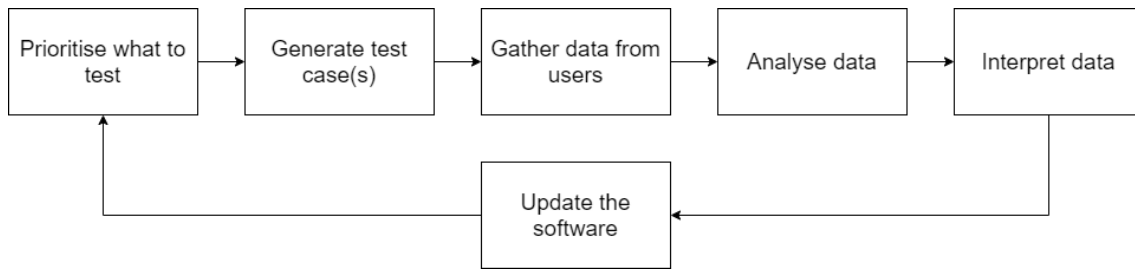 Prioritise what to
test
Generate test
case(s)
Gather data from
users
Analyse data
Interpret data
Update the
software